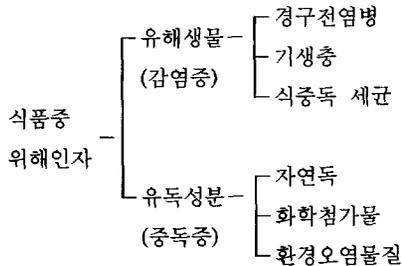 식품중
위해인자
유해생물
(감염중)
경구전염병
기생충
식중독 세균
유독성분
(중독중)
자연독
화학첨가물
환경오염물질